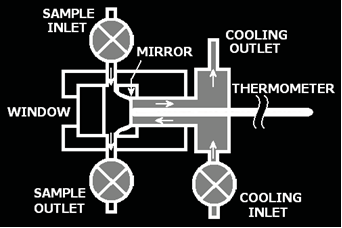 SAMPLE
INLET
MIRROR
COOLING
OUTLET
THERMOMETER
WINDOW
SAMPLE
OUTLET
COOLING
INLET